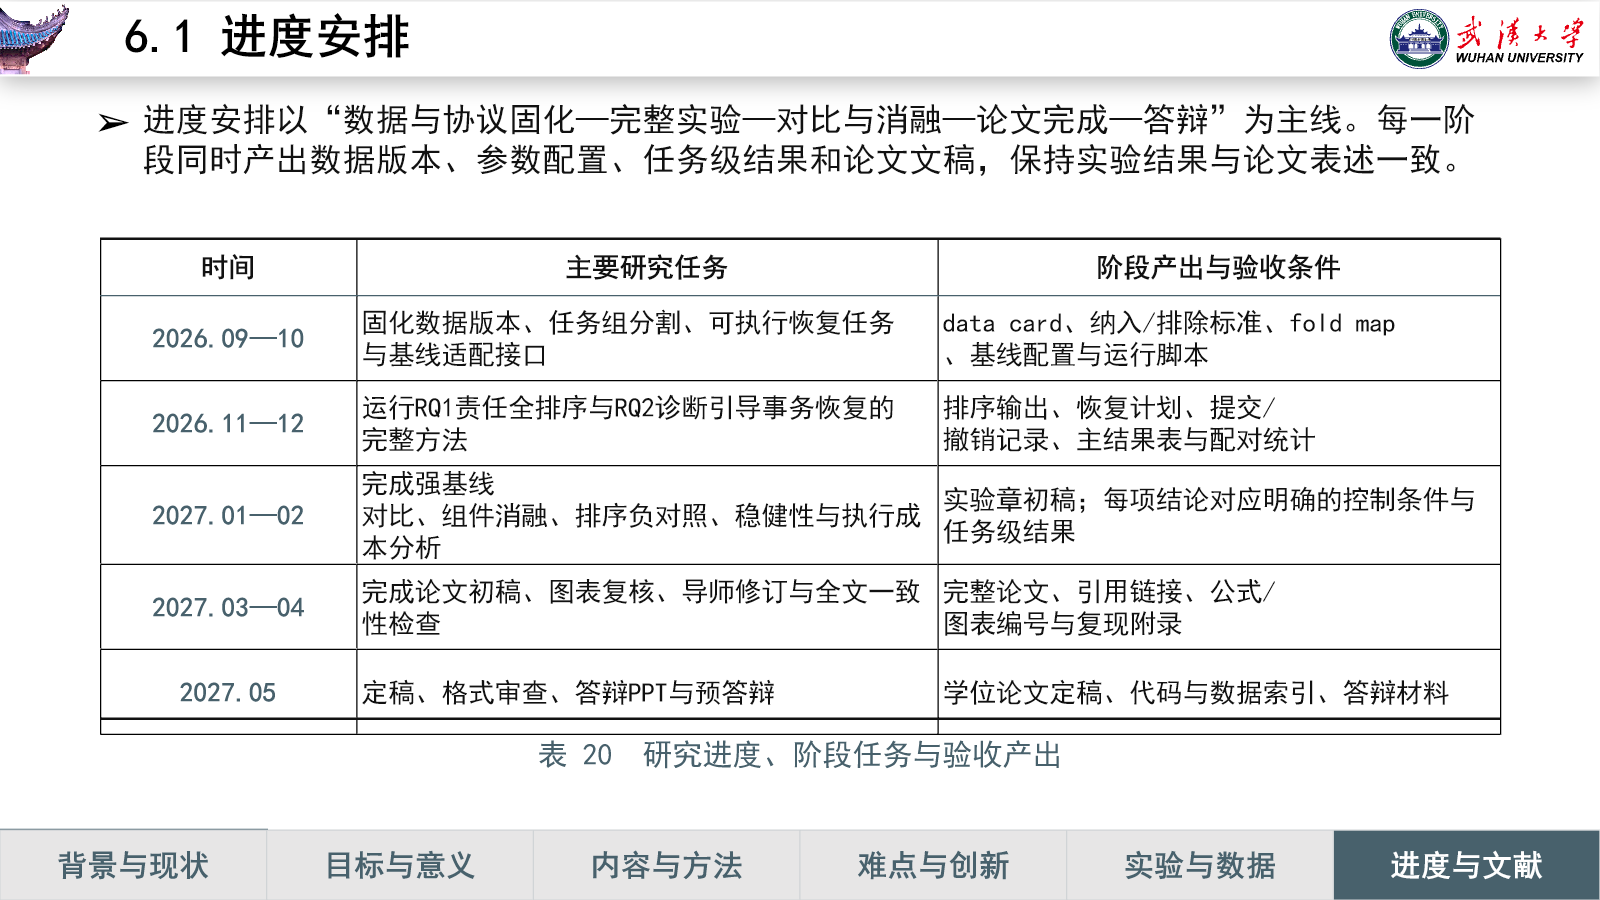 6.1 进度安排
武汉大学
WUHAN UNIVERSITY
➢ 进度安排以“数据与协议固化—完整实验—对比与消融—论文完成—答辩”为主线。每一阶
段同时产出数据版本、参数配置、任务级结果和论文文稿，保持实验结果与论文表述一致。
时间 主要研究任务 阶段产出与验收条件
2026.09—10
固化数据版本、任务组分割、可执行恢复任务
与基线适配接口
data card、纳入/排除标准、fold map
、基线配置与运行脚本
2026.11—12
运行RQ1责任全排序与RQ2诊断引导事务恢复的
完整方法
排序输出、恢复计划、提交/
撤销记录、主结果表与配对统计
2027.01—02
完成强基线
对比、组件消融、排序负对照、稳健性与执行成
本分析
实验章初稿；每项结论对应明确的控制条件与
任务级结果
2027.03—04
完成论文初稿、图表复核、导师修订与全文一致
性检查
完整论文、引用链接、公式/
图表编号与复现附录
2027.05
定稿、格式审查、答辩PPT与预答辩
学位论文定稿、代码与数据索引、答辩材料
表 20 研究进度、阶段任务与验收产出
背景与现状 目标与意义 内容与方法 难点与创新 实验与数据 进度与文献